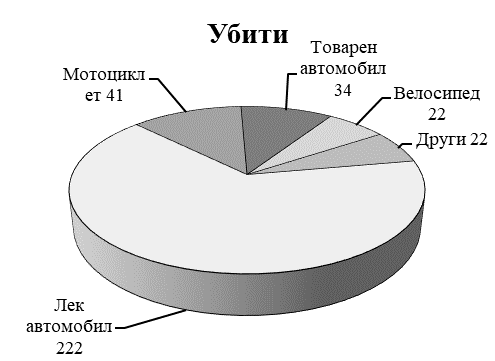 Убити
Товарен
автомобил
34
Мотоцикл
ет 41
Велосипед
22
Други 22
Лек
автомобил
222